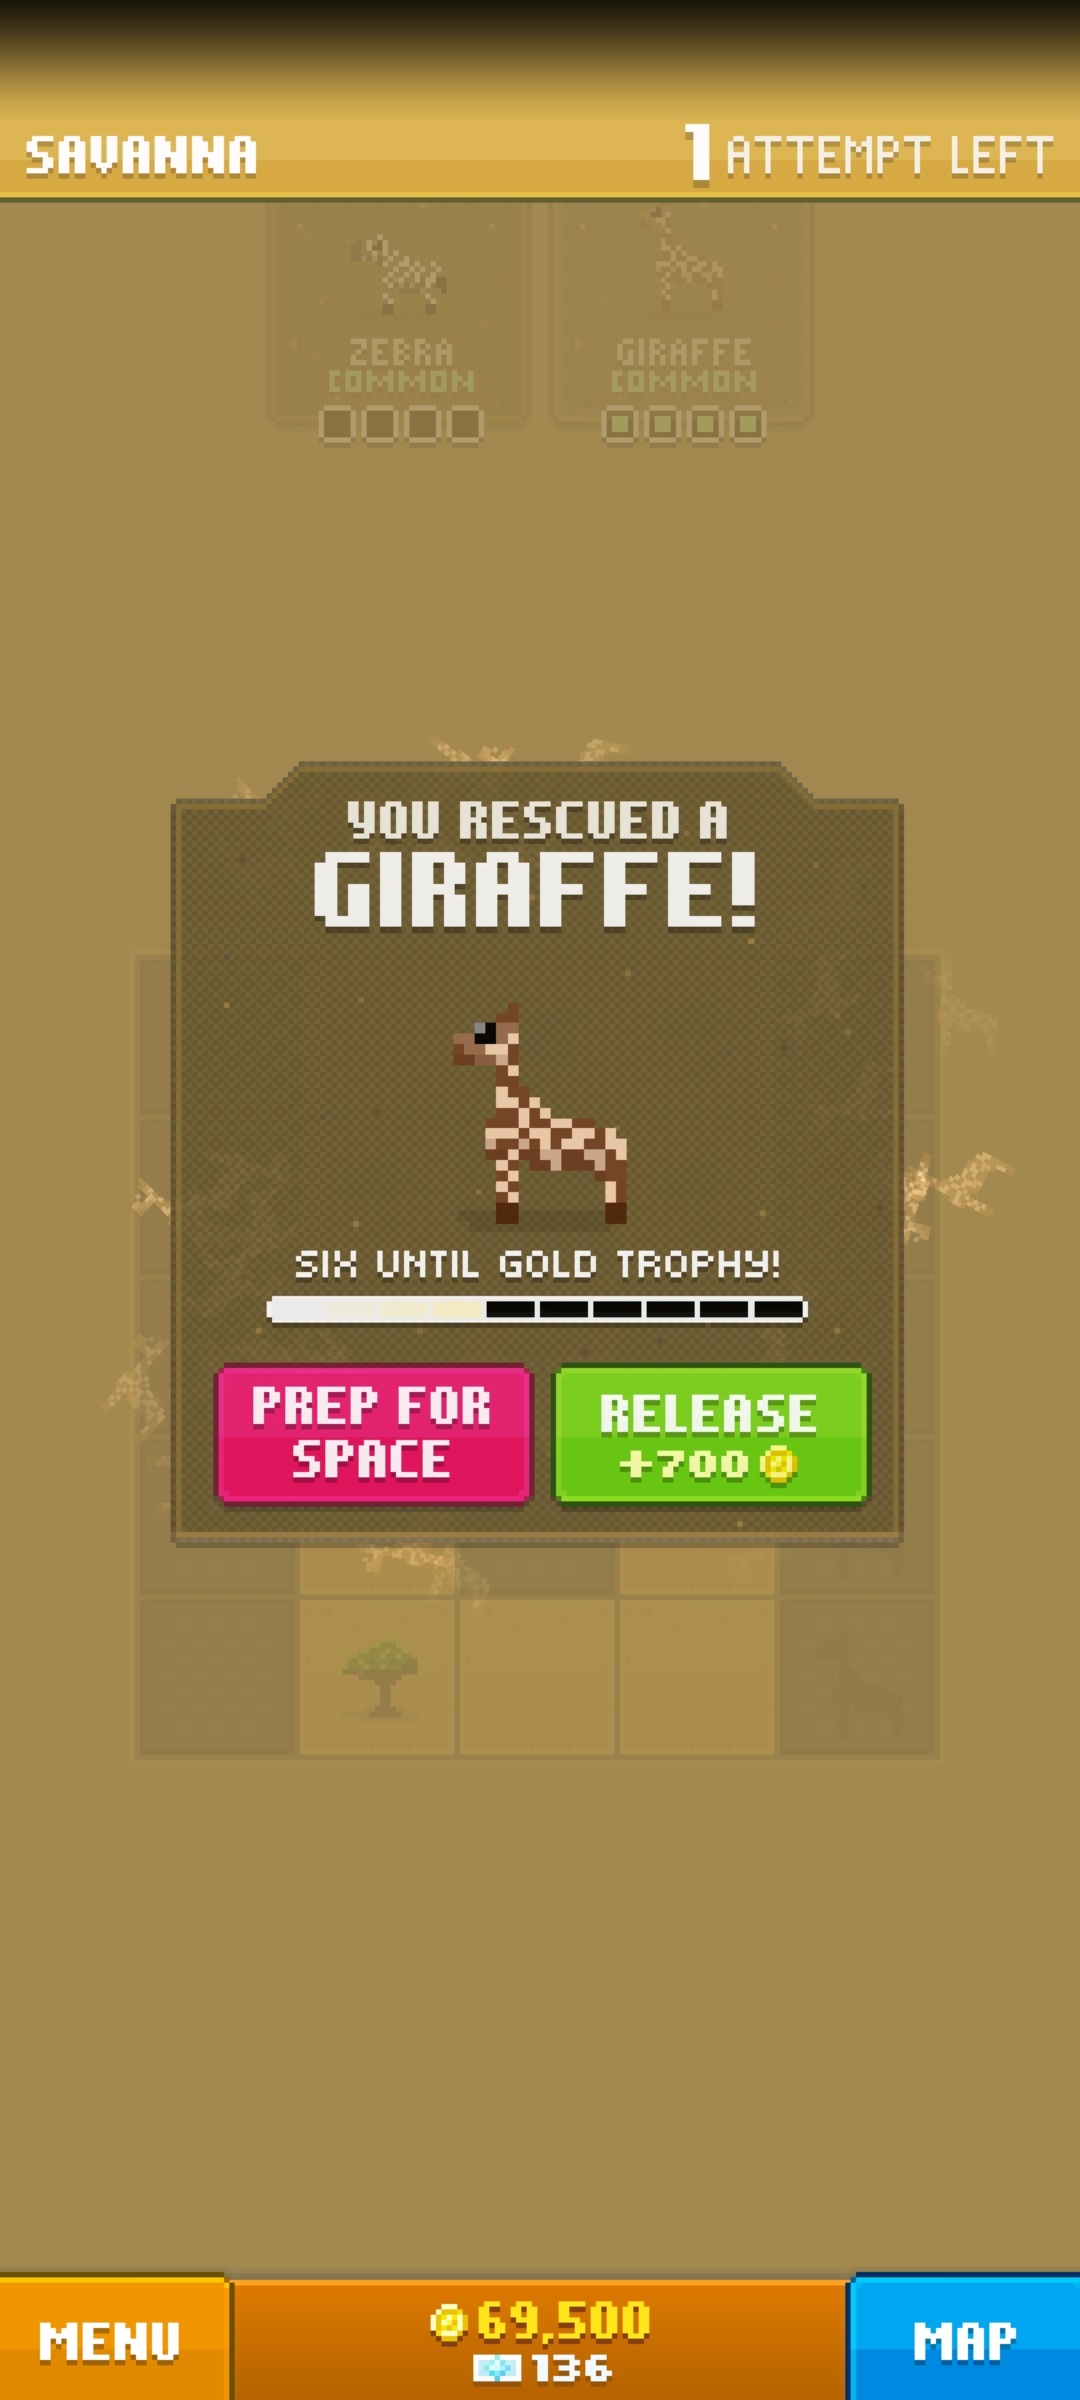 SAVANNA
1 ATTEMPT LEFT
ZEBRA
COMMON
GIRAFFE
COMMON
YOU RESCUED A
GIRAFFE!
SIX UNTIL GOLD TROPHY!
PREP FOR
SPACE
RELEASE
+700
MENU
69,500
136
MAP